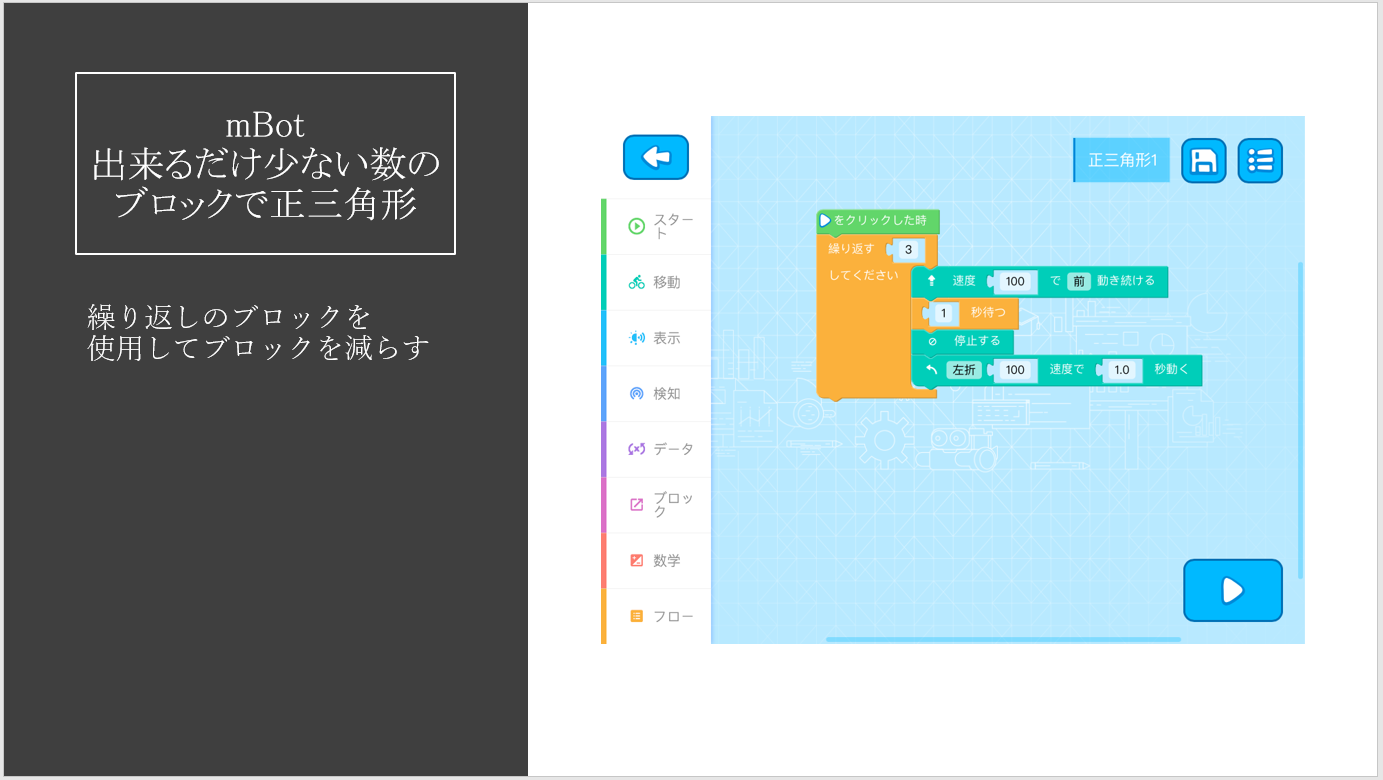 mBot
出来るだけ少ない数の
ブロックで正三角形
繰り返しのブロックを
使用してブロックを減らす
正三角形1
スター
ト
移動
表示
検知
データ
ブロッ
ク
数学
フロー
をクリックした時
繰り返す 3
してください
速度 100 で 前 動き続ける
1 秒待つ
停止する
左折 100 速度で 1.0 秒動く